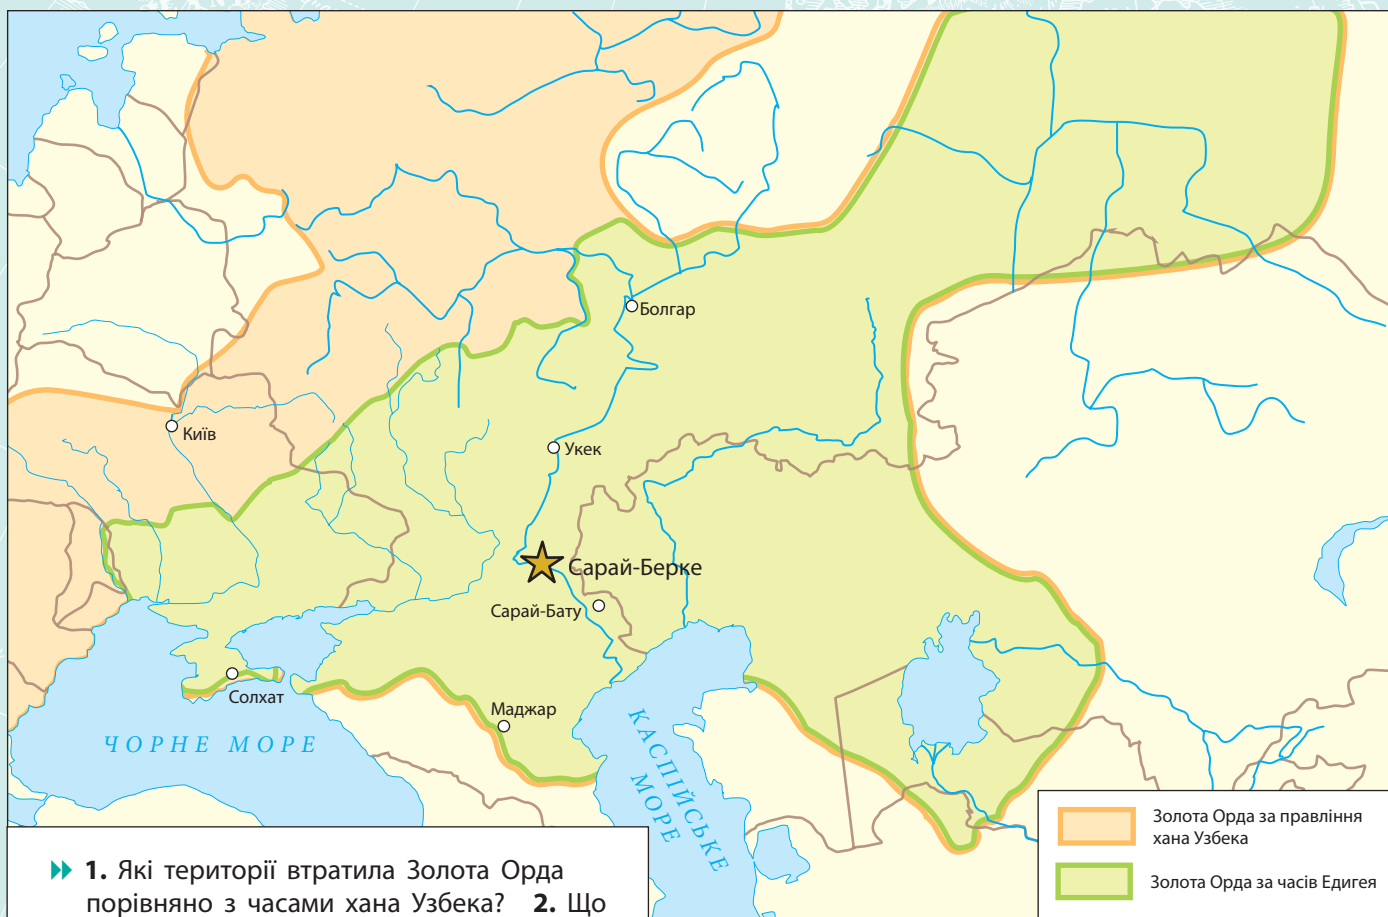 Болгар
Київ
Укек
Сарай-Берке
Сарай-Бату
Солхат
Маджар
ЧОРНЕ МОРЕ
КАСПІЙСЬКЕ
МОРЕ
Золота Орда за правління
хана Узбека
Золота Орда за часів Едигея
1. Які території втратила Золота Орда
порівняно з часами хана Узбека? 2. Що